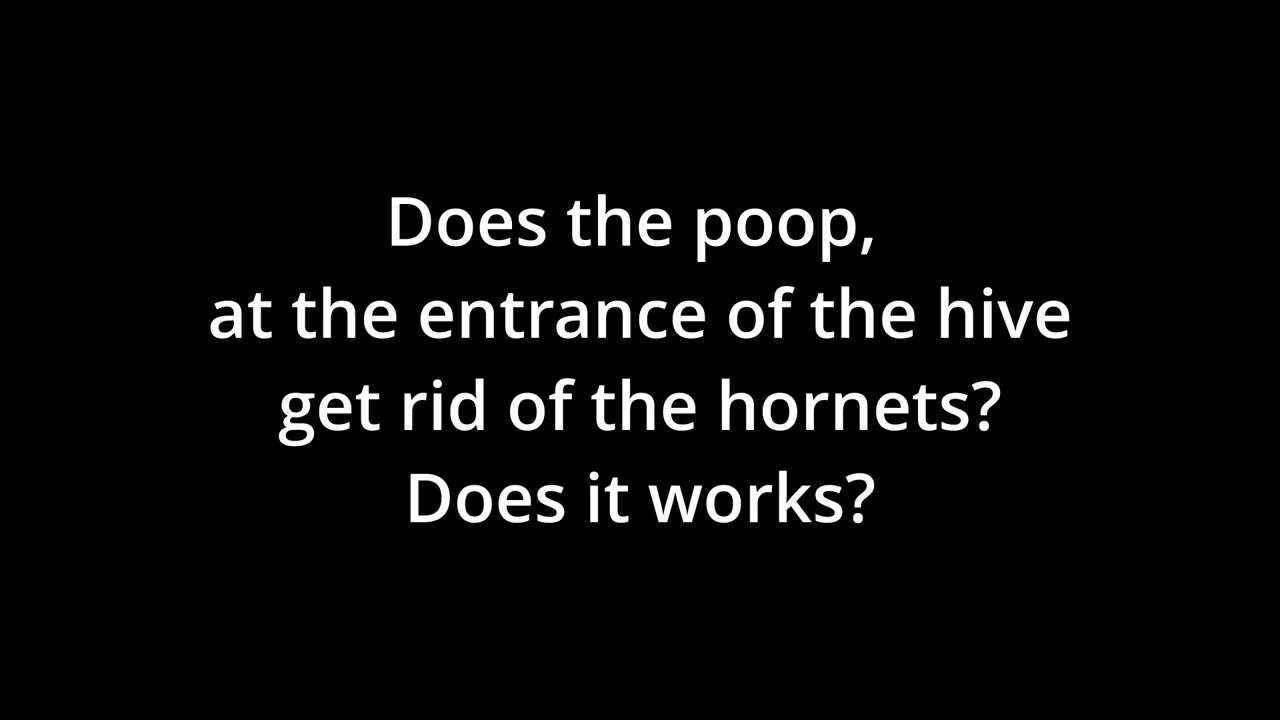 Does the poop,
at the entrance of the hive
get rid of the hornets?
Does it works?